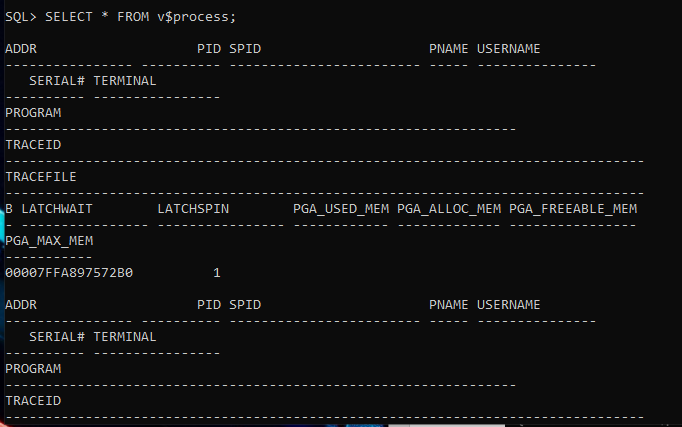 SQL> SELECT * FROM v$process;
ADDR                    PID SPID                     PNAME USERNAME
---------------- ---------- ------------------------ ----- ---------------
   SERIAL# TERMINAL
---------- ----------------
PROGRAM
----------------------------------------------------------------
TRACEID
--------------------------------------------------------------------------------
TRACEFILE
--------------------------------------------------------------------------------
B LATCHWAIT        LATCHSPIN        PGA_USED_MEM PGA_ALLOC_MEM PGA_FREEABLE_MEM
- ---------------- ---------------- ------------ ------------- ----------------
PGA_MAX_MEM
-----------
00007FFA897572B0          1
ADDR                    PID SPID                     PNAME USERNAME
---------------- ---------- ------------------------ ----- ---------------
   SERIAL# TERMINAL
---------- ----------------
PROGRAM
----------------------------------------------------------------
TRACEID
--------------------------------------------------------------------------------